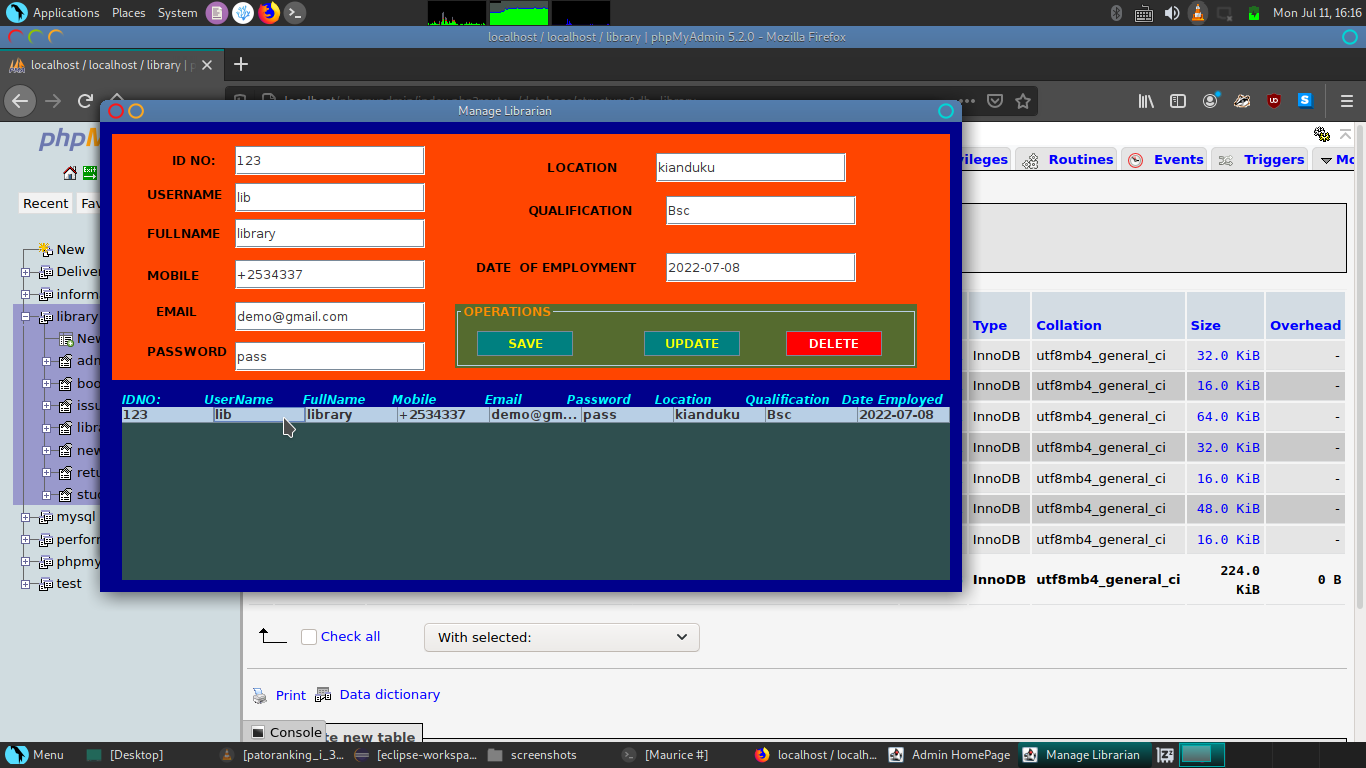 Applications Places System Mon Jul 11, 16:16
localhost / localhost / library | phpMyAdmin 5.2.0 - Mozilla Firefox
localhost / localhost / library | p
Manage Librarian
ID NO: 123
USERNAME lib
FULLNAME library
MOBILE +2534337
EMAIL demo@gmail.com
PASSWORD pass
LOCATION kianduku
QUALIFICATION Bsc
DATE OF EMPLOYMENT 2022-07-08
OPERATIONS
SAVE UPDATE DELETE
IDNO: UserName FullName Mobile Email Password Location Qualification Date Employed
123 lib library +2534337 demo@gm... pass kianduku Bsc 2022-07-08
php
Recent Fav
New
Deliver
inform
library
New
adm
boo
issu
libra
new
retu
stu
mysql
perforr
phpmy
test
vileges Routines Events Triggers Mo
Type Collation Size Overhead
InnoDB utf8mb4_general_ci 32.0 KiB -
InnoDB utf8mb4_general_ci 16.0 KiB -
InnoDB utf8mb4_general_ci 64.0 KiB -
InnoDB utf8mb4_general_ci 32.0 KiB -
InnoDB utf8mb4_general_ci 16.0 KiB -
InnoDB utf8mb4_general_ci 48.0 KiB -
InnoDB utf8mb4_general_ci 16.0 KiB -
InnoDB utf8mb4_general_ci 224.0 KiB 0 B
Check all With selected:
Print Data dictionary
Console te new table
Menu [Desktop] [patoranking_i_3... [eclipse-workspa... screenshots [Maurice #] localhost / localh... Admin HomePage Manage Librarian